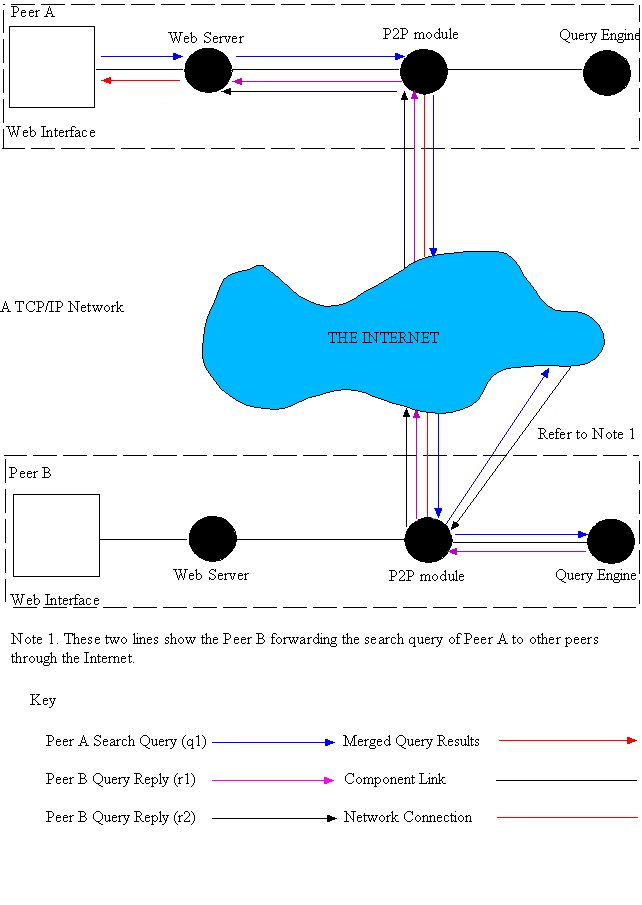 Peer A
Web Server
P2P module
Query Engine
Web Interface
A TCP/IP Network
THE INTERNET
Refer to Note 1
Peer B
Web Server
P2P module
Query Engine
Web Interface
Note 1. These two lines show the Peer B forwarding the search query of Peer A to other peers
through the Internet.
Key
Peer A Search Query (q1)
Merged Query Results
Peer B Query Reply (r1)
Component Link
Peer B Query Reply (r2)
Network Connection